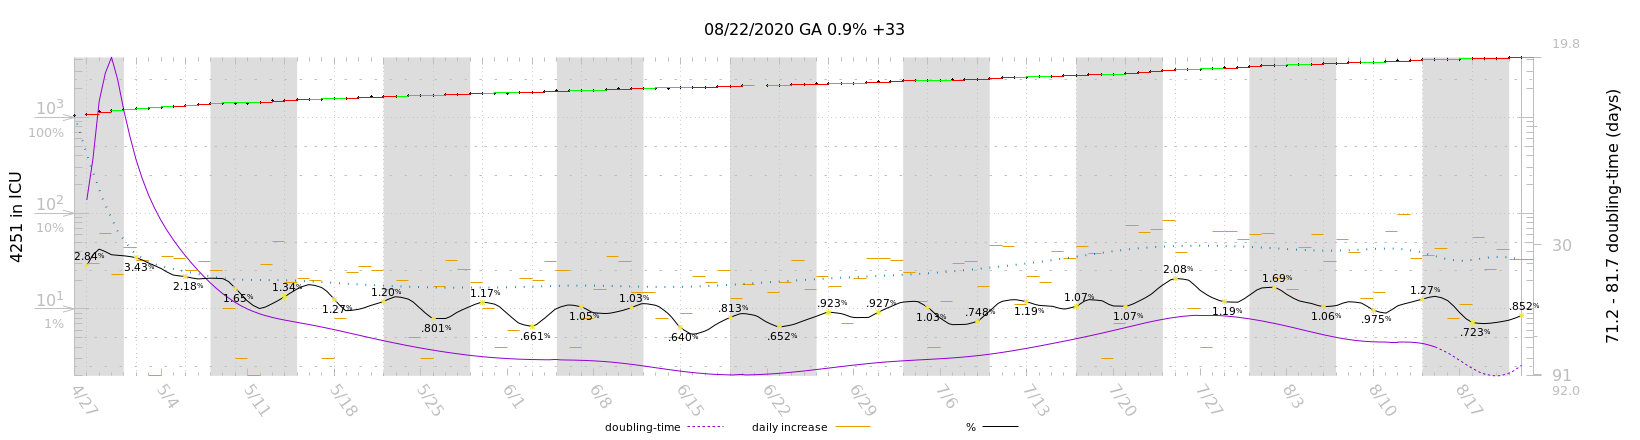 08/22/2020 GA 0.9% +33
19.8
10³
100%
10²
10%
30
10¹
1%
91
92.0
4251 in ICU
71.2 - 81.7 doubling-time (days)
2.84% 3.43% 2.18% 1.65% 1.34% 1.27% 1.20% .801% 1.17% .661% 1.05% 1.03% .640% .813% .652% .923% .927% 1.03% .748% 1.19% 1.07% 1.07% 2.08% 1.19% 1.69% 1.06% .975% 1.27% .723% .852%
4/27 5/4 5/11 5/18 5/25 6/1 6/8 6/15 6/22 6/29 7/6 7/13 7/20 7/27 8/3 8/10 8/17
doubling-time daily increase %